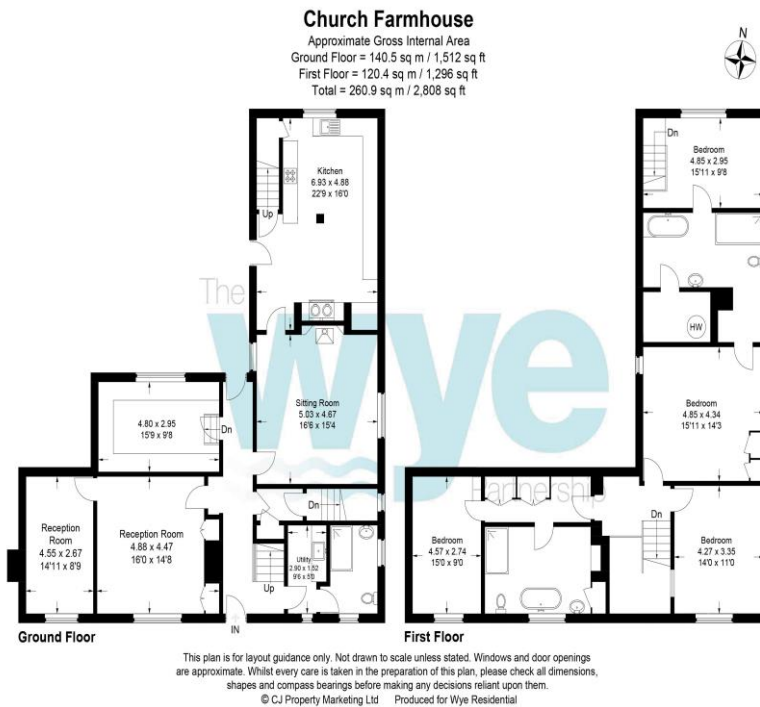 Church Farmhouse
Approximate Gross Internal Area
Ground Floor = 140.5 sq m / 1,512 sq ft
First Floor = 120.4 sq m / 1,296 sq ft
Total = 260.9 sq m / 2,808 sq ft
N
Kitchen
6.93 x 4.88
22'9 x 16'0
Up
Sitting Room
5.03 x 4.67
16'6 x 15'4
4.80 x 2.95
15'9 x 9'8
Dn
Dn
Reception
Room
4.55 x 2.67
14'11 x 8'9
Reception Room
4.88 x 4.47
16'0 x 14'8
Utility
2.90 x 1.52
9'6 x 5'0
Up
IN
Ground Floor
Dn
Bedroom
4.85 x 2.95
15'11 x 9'8
HW
Bedroom
4.85 x 4.34
15'11 x 14'3
Bedroom
4.57 x 2.74
15'0 x 9'0
Dn
Bedroom
4.27 x 3.35
14'0 x 11'0
First Floor
The
wye
Partnership
This plan is for layout guidance only. Not drawn to scale unless stated. Windows and door openings
are approximate. Whilst every care is taken in the preparation of this plan, please check all dimensions,
shapes and compass bearings before making any decisions reliant upon them.
© CJ Property Marketing Ltd Produced for Wye Residential